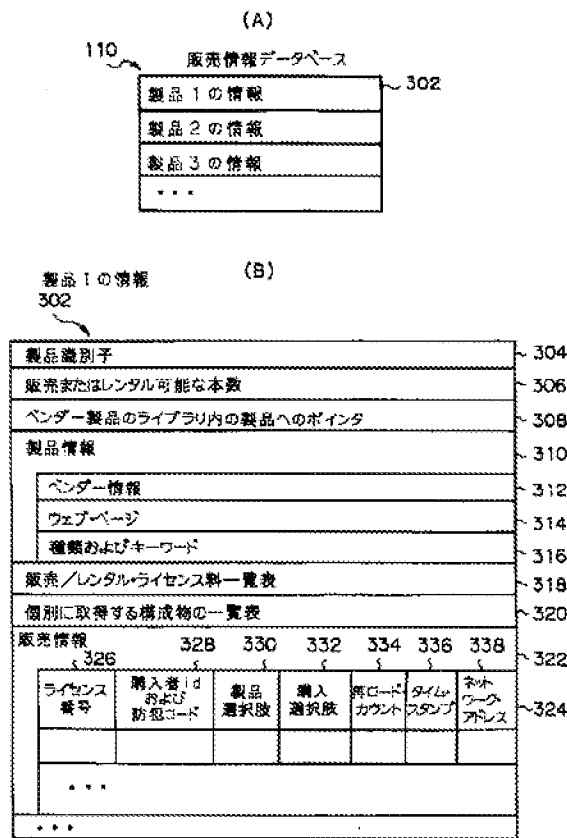 (A)
110
販売情報データベース
製品1の情報
302
製品2の情報
製品3の情報
・・・
(B)
製品1の情報
302
製品識別子
304
販売またはレンタル可能な本数
306
ベンダー製品のライブラリ内の製品へのポインタ
308
製品情報
310
ベンダー情報
312
ウェブ・ページ
314
種類およびキーワード
316
販売/レンタル・ライセンス料一覧表
318
個別に取得する構成物の一覧表
320
販売情報
322
326 328 330 332 334 336 338
ライセンス
番号
購入者id
および
防犯コード
製品
選択肢
購入
選択肢
再ロード・
カウント
タイム・
スタンプ
ネット
ワーク・
アドレス
324
・・・
・・・